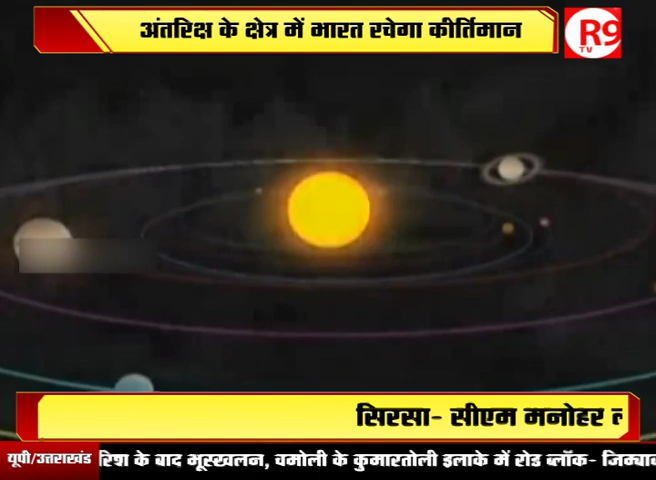 अंतरिक्ष के क्षेत्र में भारत रचेगा कीर्तिमान
R9
TV
सिरसा- सीएम मनोहर
यूपी/उत्तराखंड
के बाद भूस्खलन, चमोली के कुमारतोली इलाके में रोड ब्लॉक-